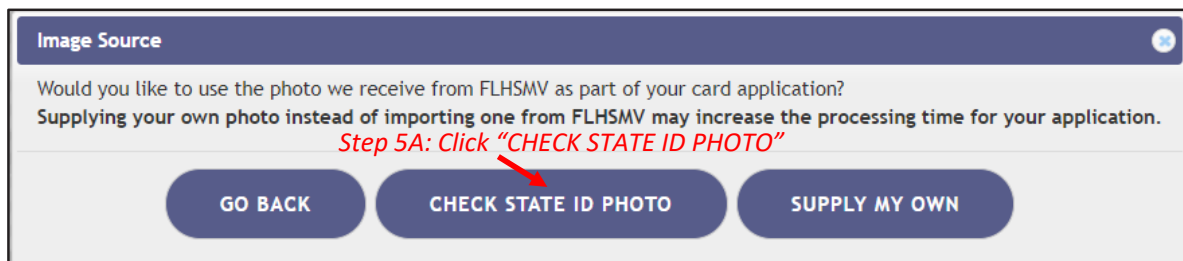 Image Source
Would you like to use the photo we receive from FLHSMV as part of your card application?
Supplying your own photo instead of importing one from FLHSMV may increase the processing time for your application.
Step 5A: Click “CHECK STATE ID PHOTO”
GO BACK CHECK STATE ID PHOTO SUPPLY MY OWN